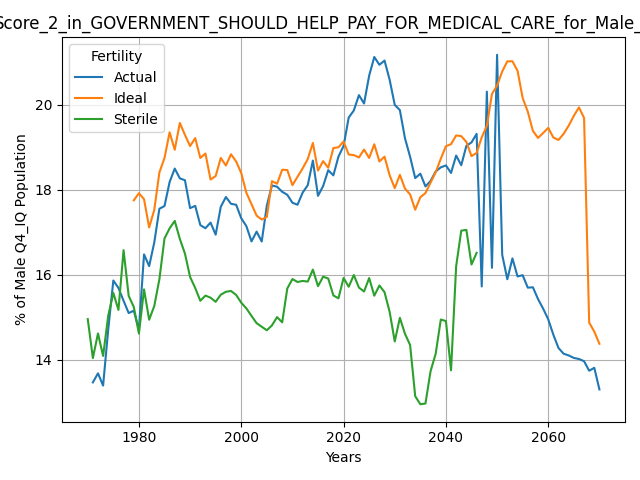 Score_2_in_GOVERNMENT_SHOULD_HELP_PAY_FOR_MEDICAL_CARE_for_Male_
Fertility
Actual
Ideal
Sterile
% of Male Q4_IQ Population
20
18
16
14
1980 2000 2020 2040 2060
Years